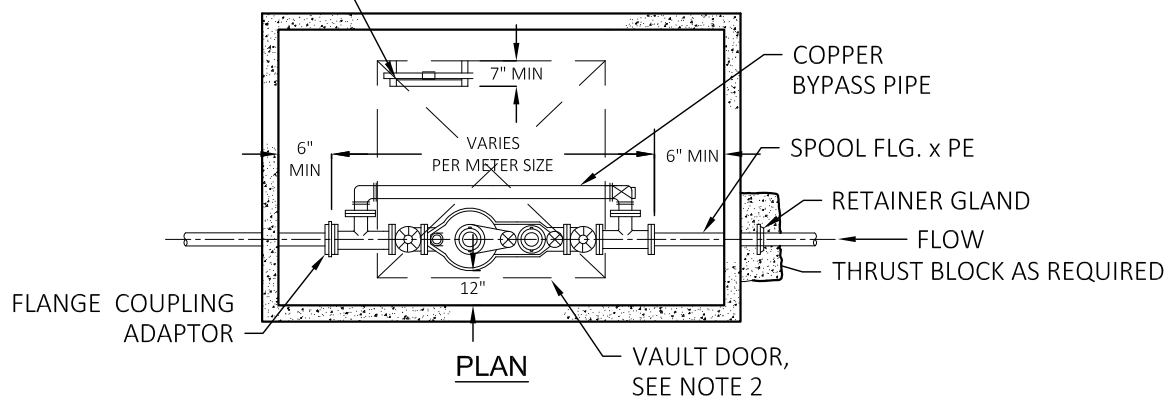 COPPER
BYPASS PIPE
7" MIN
VARIES
PER METER SIZE
6"
MIN
6" MIN
SPOOL FLG. x PE
RETAINER GLAND
FLOW
THRUST BLOCK AS REQUIRED
12"
FLANGE COUPLING
ADAPTOR
PLAN
VAULT DOOR,
SEE NOTE 2